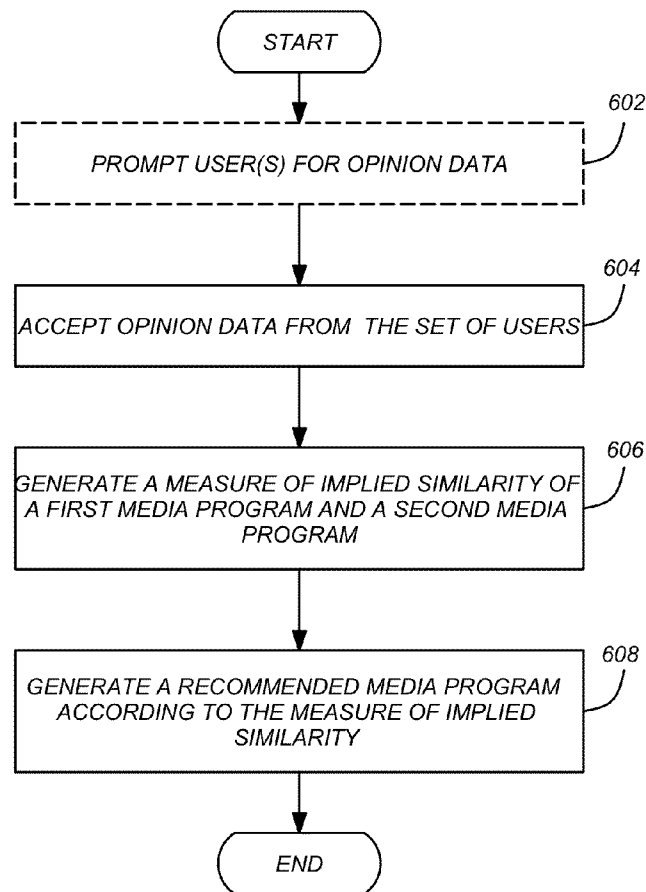 START
602
PROMPT USER(S) FOR OPINION DATA
604
ACCEPT OPINION DATA FROM THE SET OF USERS
606
GENERATE A MEASURE OF IMPLIED SIMILARITY OF
A FIRST MEDIA PROGRAM AND A SECOND MEDIA
PROGRAM
608
GENERATE A RECOMMENDED MEDIA PROGRAM
ACCORDING TO THE MEASURE OF IMPLIED
SIMILARITY
END